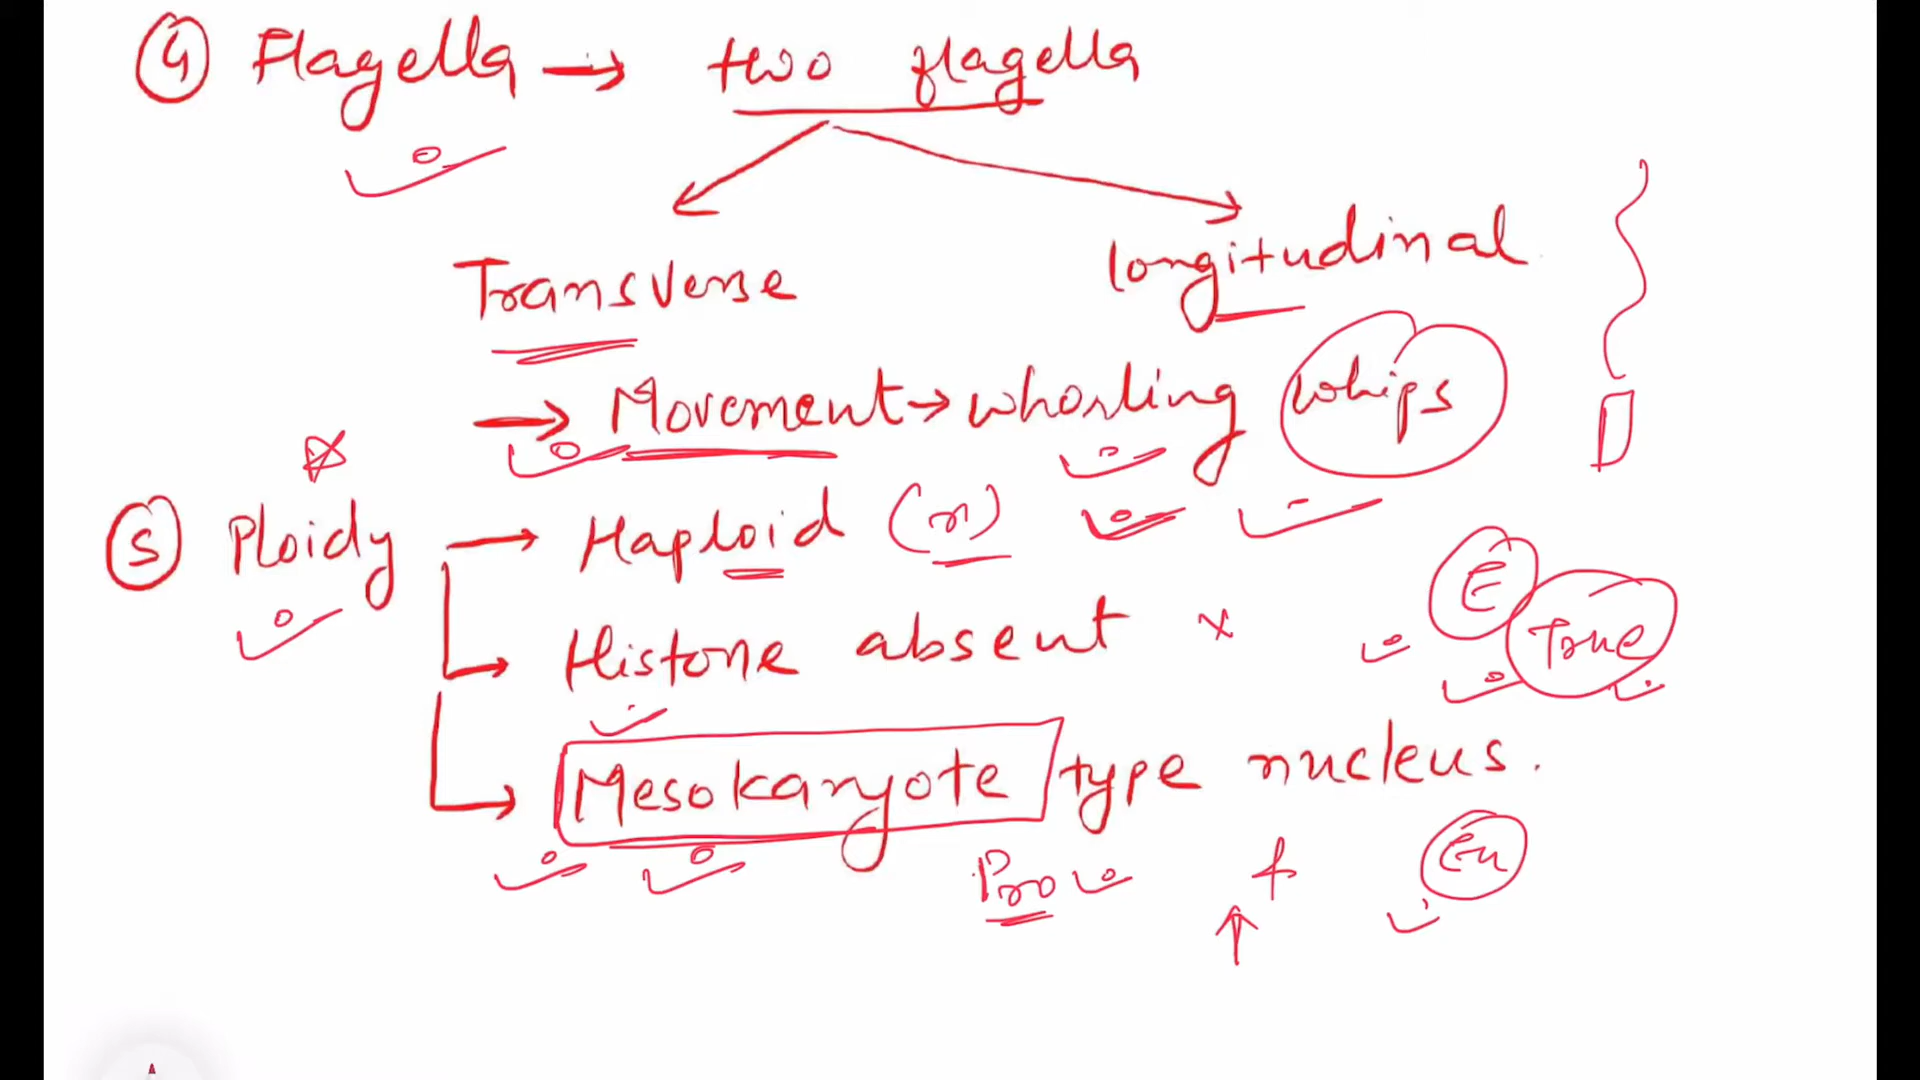 4 Flagella → two flagella
Transverse longitudinal
→ Movement → whorling whips
5 Ploidy → Haploid (n)
E
→ Histone absent ×
True
→ Mesokaryote type nucleus.
Pro + Eu